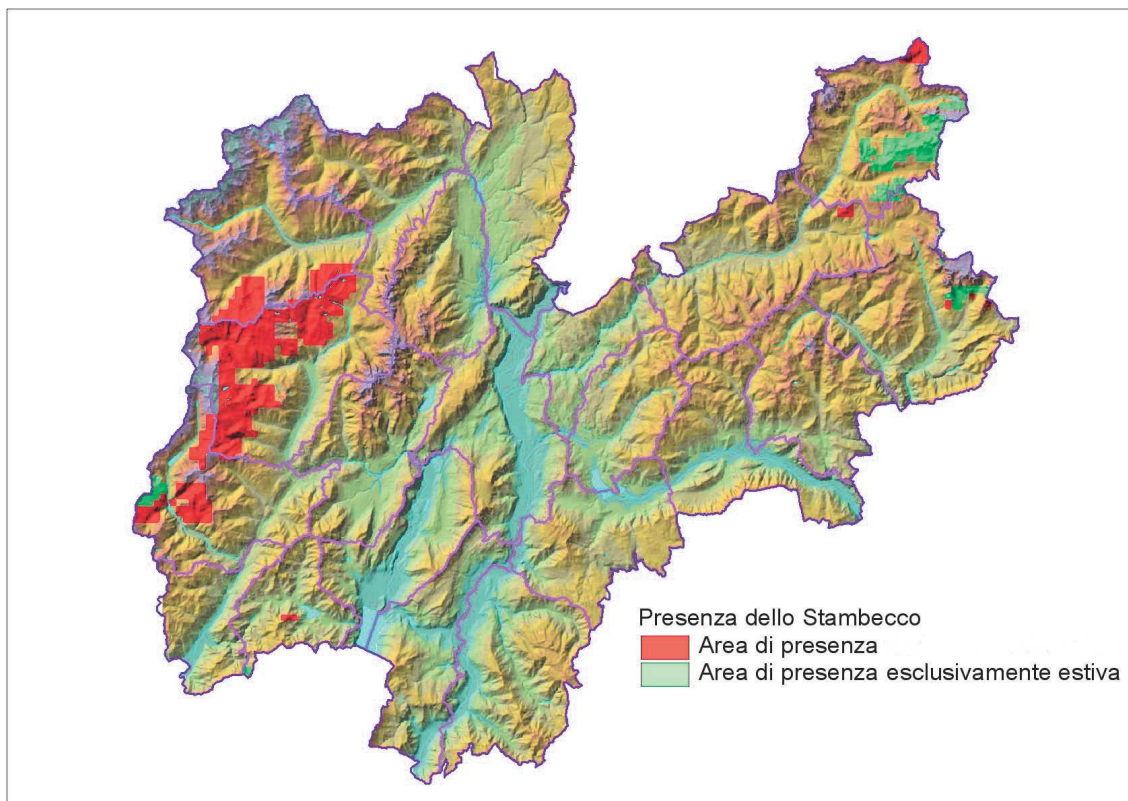 Presenza dello Stambecco
Area di presenza
Area di presenza esclusivamente estiva